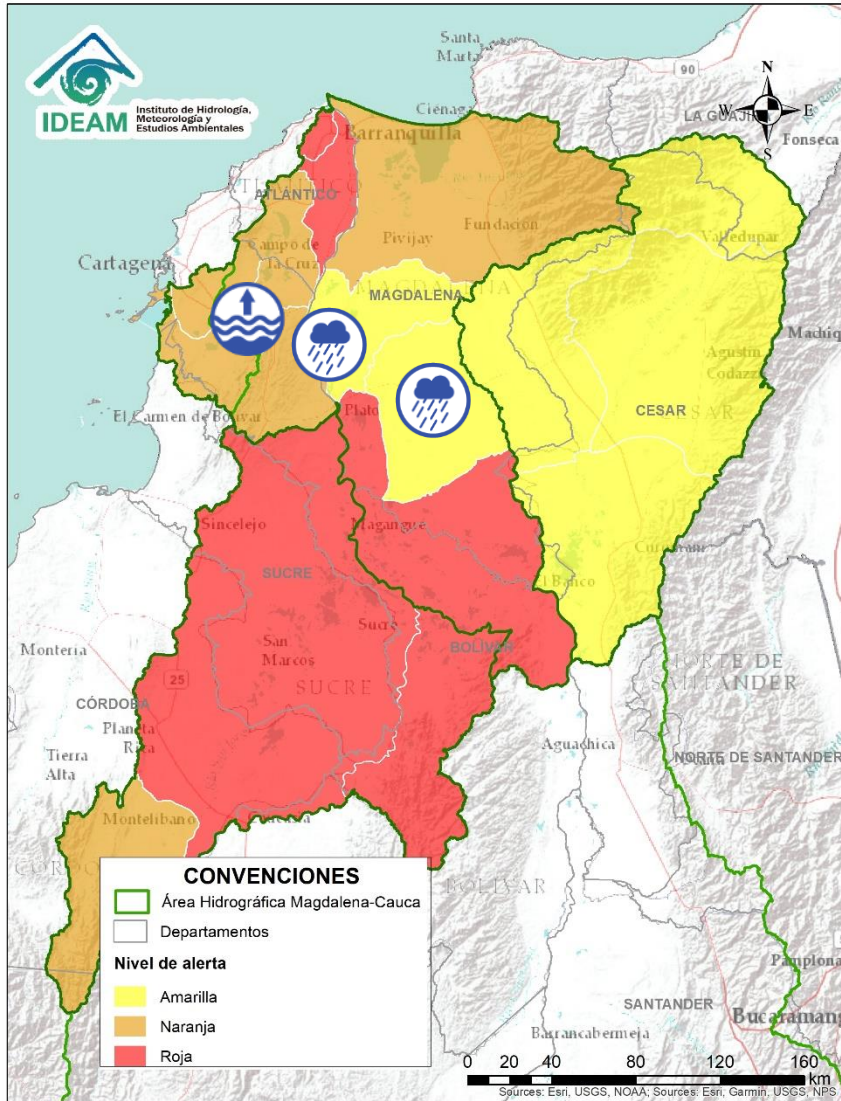 IDEAM
Instituto de Hidrología,
Meteorología y
Estudios Ambientales
Santa
Marta
90
N
W
E
S
LA GUAJIR
Fonseca
Ciénaga
Barranquilla
ATLÁNTICO
Fundación
Pivijay
Valledupar
Campo de
la Cruz
Cartagena
MAGDALENA
Machiq
Agustín
Codazzi
El Carmen de Bolívar
Plato
CESAR
Sincelejo
Magangué
SUCRE
El Banco
Sucre
BOLÍVAR
Montería
San
Marcos
SUCRE
25
NORTE DE
SANTANDER
CÓRDOBA
Planeta
Rica
Tierra
Alta
Aguachica
NORTE DE SANTANDER
Montelíbano
BOLÍVAR
CONVENCIONES
Área Hidrográfica Magdalena-Cauca
Departamentos
Nivel de alerta
Amarilla
Naranja
Roja
Pamplona
SANTANDER
Bucaramang
Barrancabermeja
0 20 40 80 120 160
km
Sources: Esri, USGS, NOAA; Sources: Esri, Garmin, USGS, NPS